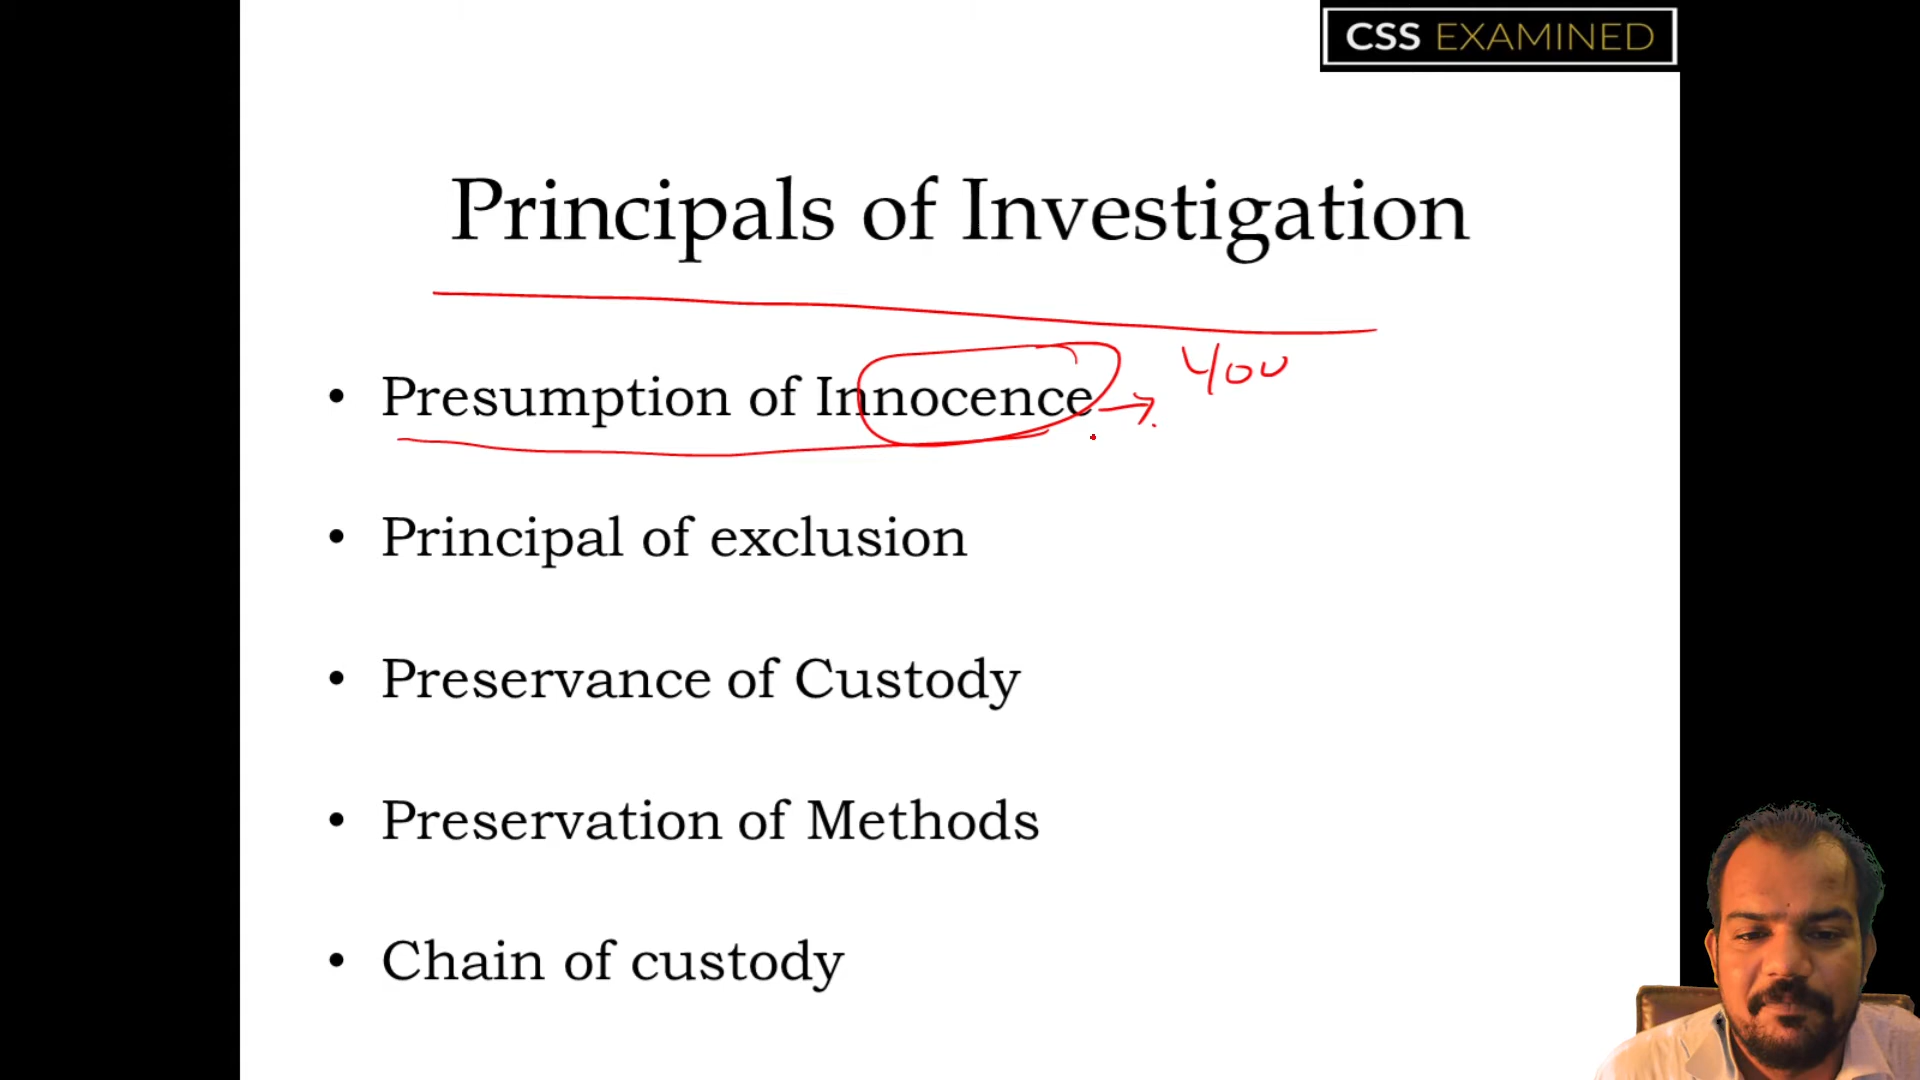 CSS EXAMINED
Principals of Investigation
• Presumption of Innocence → You
• Principal of exclusion
• Preservance of Custody
• Preservation of Methods
• Chain of custody